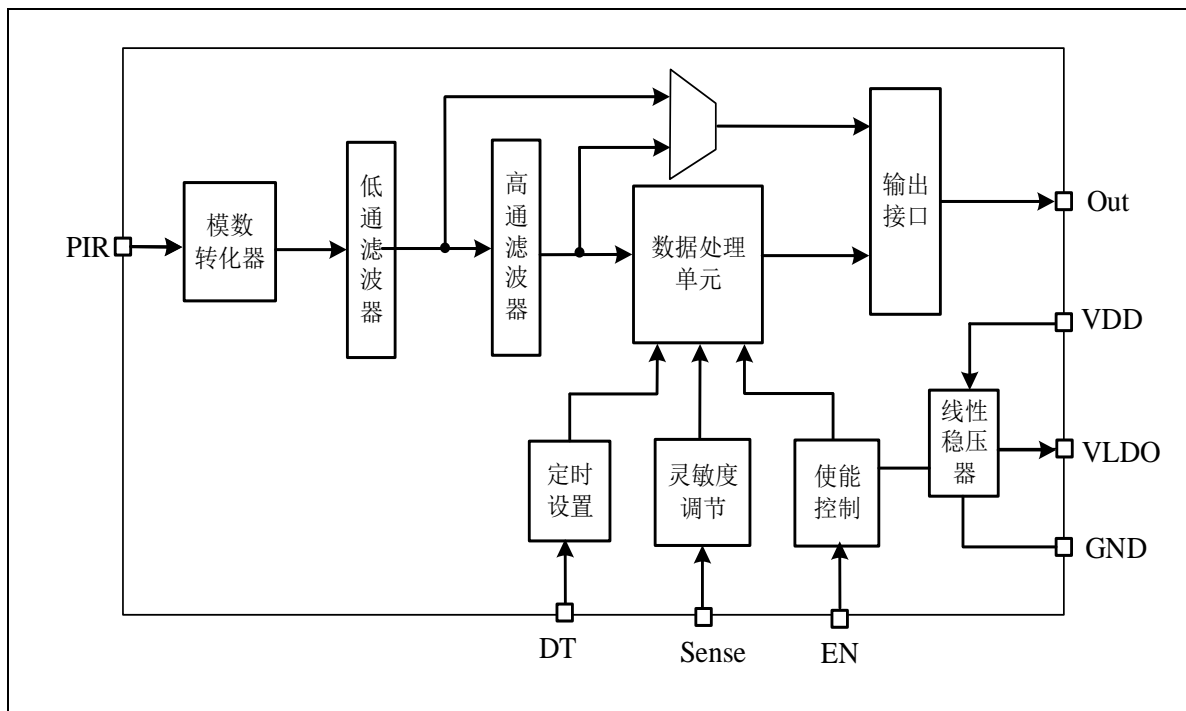 PIR
模数
转化器
低
通
滤
波
器
高
通
滤
波
器
数据处理
单元
输出
接口
Out
VDD
线性
稳压
器
VLDO
GND
定时
设置
灵敏度
调节
使能
控制
DT
Sense
EN